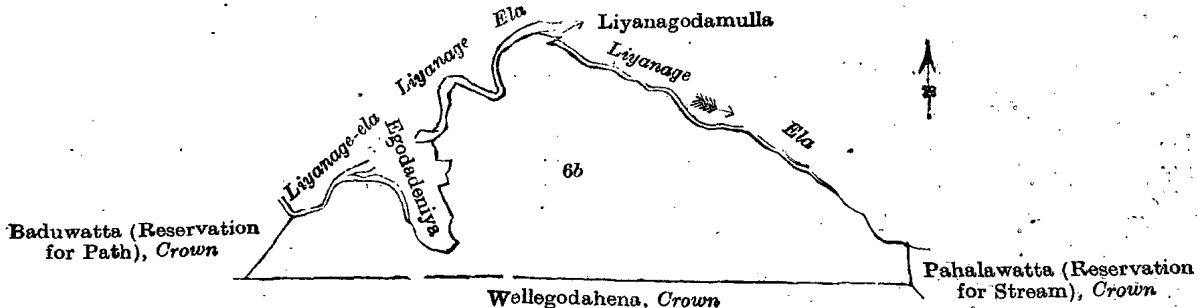 Ela
Liyanagodamulla
Liyanage
Liyanage
Ela
Liyanage-ela
Egodadeniya
6b
Baduwatta (Reservation
for Path), Crown
Pahalawatta (Reservation
for Stream), Crown
Wellegodahena, Crown